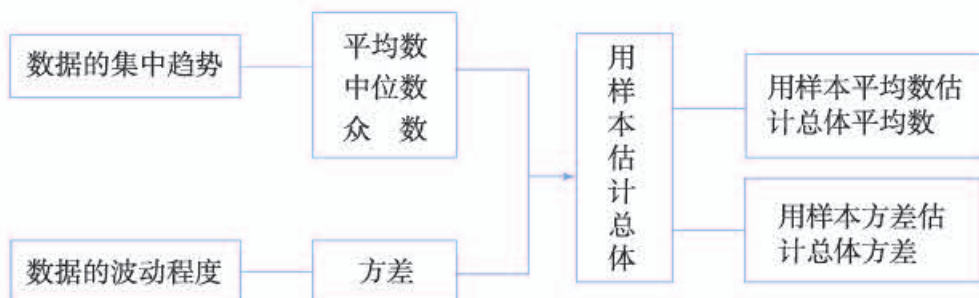 数据的集中趋势
平均数
中位数
众 数
数据的波动程度
方差
用样本估计总体
用样本平均数估
计总体平均数
用样本方差估
计总体方差